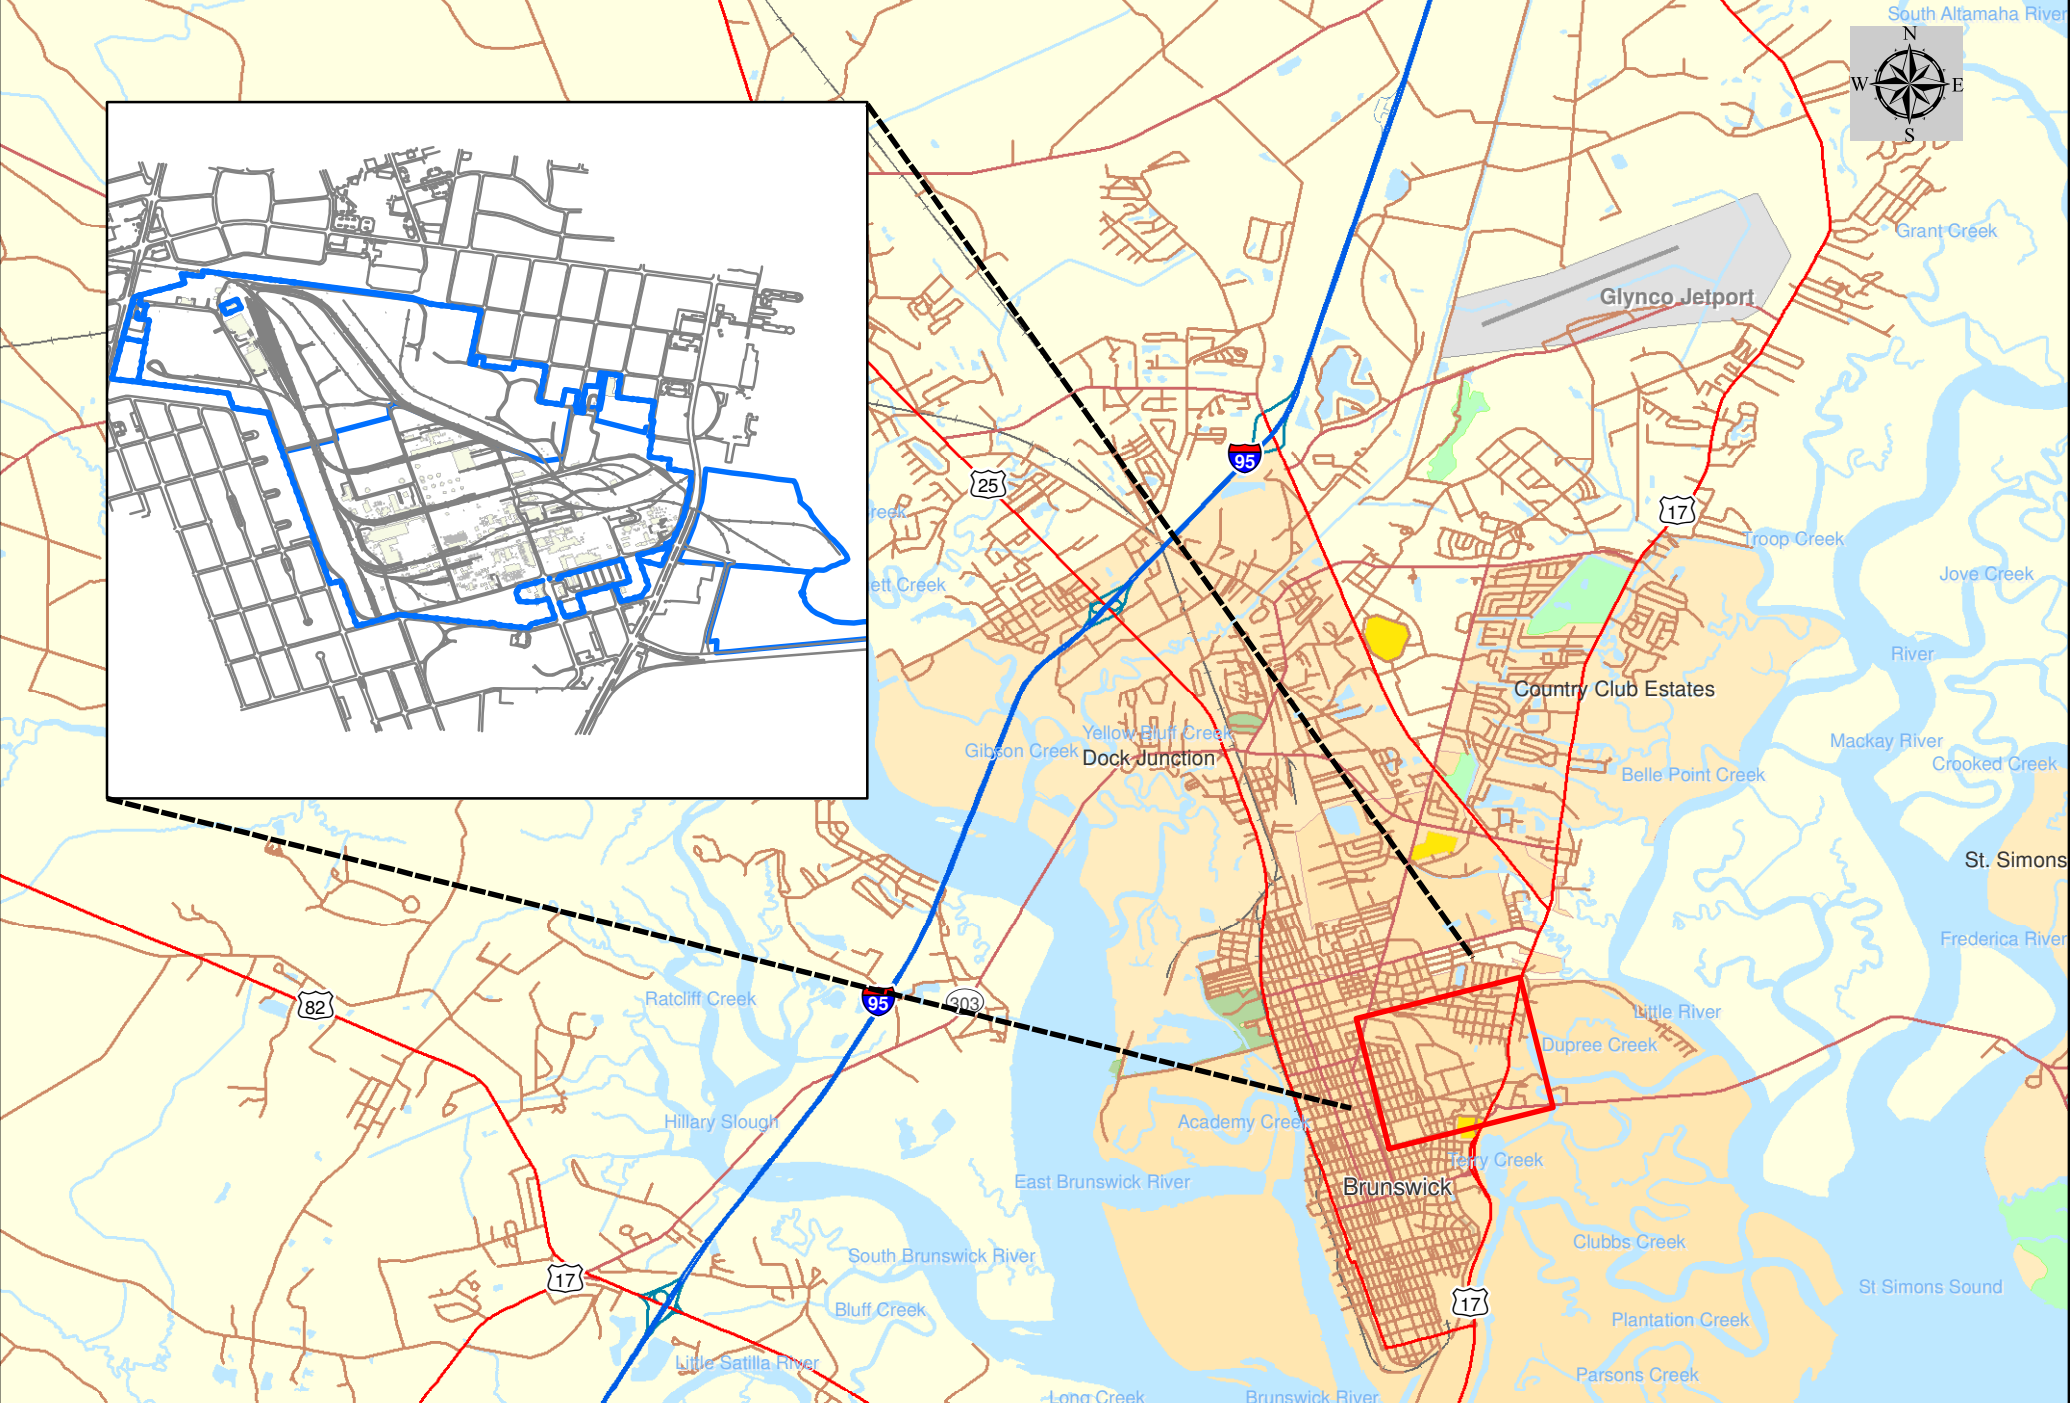 South Altamaha River
N
W
E
S
Grant Creek
Glynco Jetport
95
25
17
Troop Creek
Jove Creek
ett Creek
River
Country Club Estates
Yellow Bluff Creek
Gibson Creek
Dock Junction
Mackay River
Crooked Creek
Belle Point Creek
St. Simons
Frederica River
Ratcliff Creek
95
303
82
Little River
Dupree Creek
Hillary Slough
Academy Creek
Terry Creek
East Brunswick River
Brunswick
Clubbs Creek
South Brunswick River
17
St Simons Sound
Bluff Creek
17
Plantation Creek
Little Satilla River
Parsons Creek
Long Creek
Brunswick River